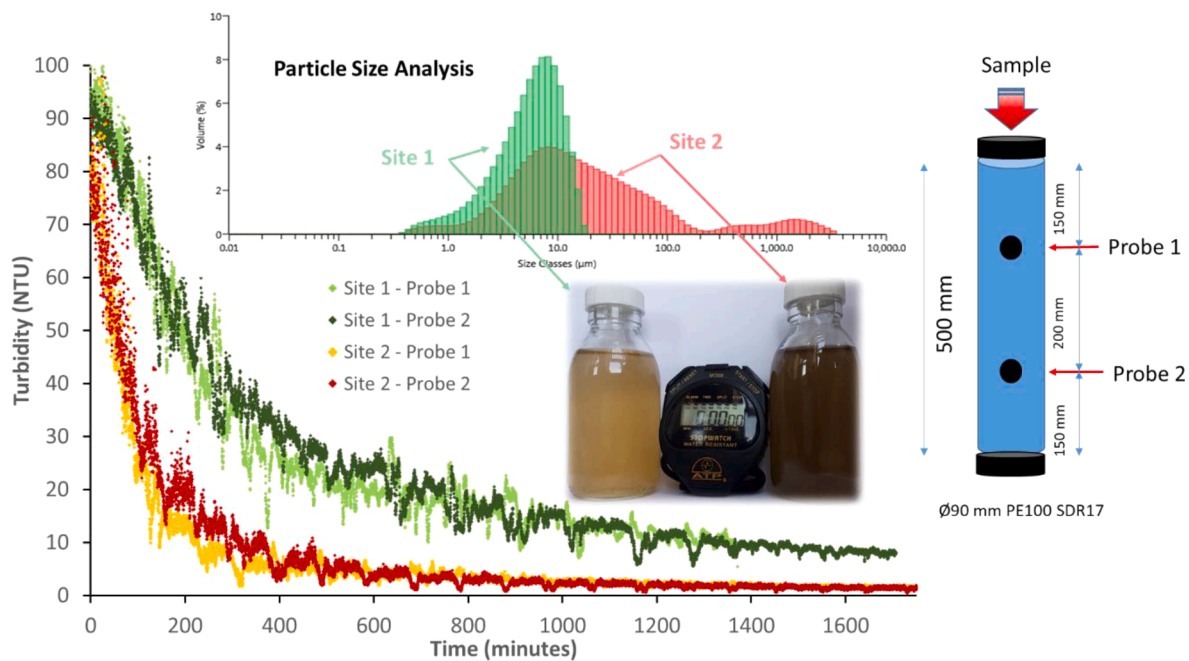 Particle Size Analysis
10
8
6
4
2
0
Volume (%)
0.01
0.1
1.0
10.0
100.0
1,000.0
10,000.0
Size Classes (µm)
Site 1
Site 2
100
90
80
70
60
50
40
30
20
10
0
Turbidity (NTU)
0
200
400
600
800
1000
1200
1400
1600
Time (minutes)
Site 1 - Probe 1
Site 1 - Probe 2
Site 2 - Probe 1
Site 2 - Probe 2
STOPWATCH
WATER RESISTANT
ATP
Sample
500 mm
150 mm
200 mm
150 mm
Probe 1
Probe 2
Ø90 mm PE100 SDR17